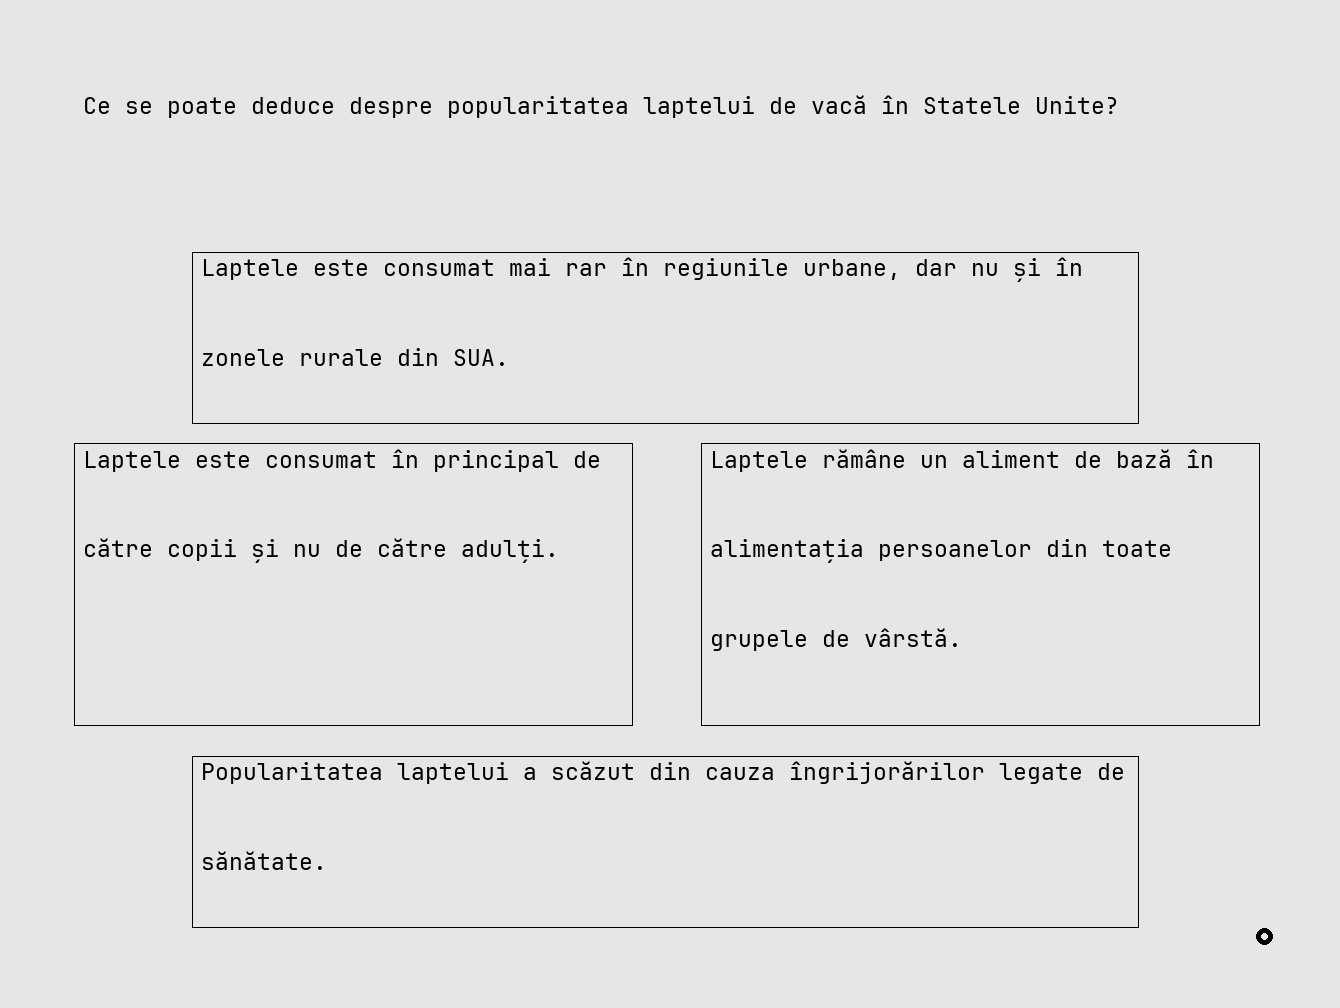 Ce se poate deduce despre popularitatea laptelui de vacă în Statele Unite?
Laptele este consumat mai rar în regiunile urbane, dar nu și în
zonele rurale din SUA.
Laptele este consumat în principal de
către copii și nu de către adulți.
Laptele rămâne un aliment de bază în
alimentația persoanelor din toate
grupele de vârstă.
Popularitatea laptelui a scăzut din cauza îngrijorărilor legate de
sănătate.